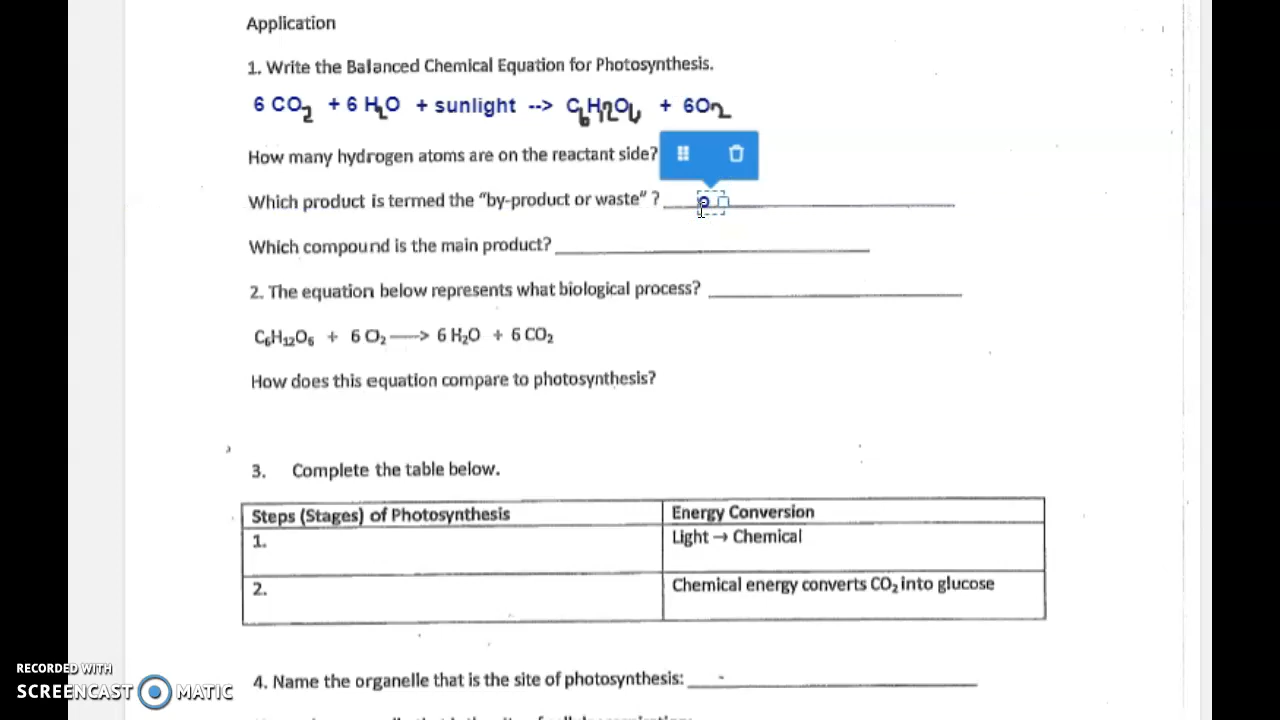 Application
1. Write the Balanced Chemical Equation for Photosynthesis.
6 CO2 + 6 H2O + sunlight --> C6H12O6 + 6O2
How many hydrogen atoms are on the reactant side?
Which product is termed the "by-product or waste" ?
Which compound is the main product?
2. The equation below represents what biological process?
C₆H₁₂O₆ + 6 O₂ ----> 6 H₂O + 6 CO₂
How does this equation compare to photosynthesis?
3. Complete the table below.
Steps (Stages) of Photosynthesis Energy Conversion
1. Light → Chemical
2. Chemical energy converts CO₂ into glucose
4. Name the organelle that is the site of photosynthesis:
RECORDED WITH
SCREENCAST MATIC